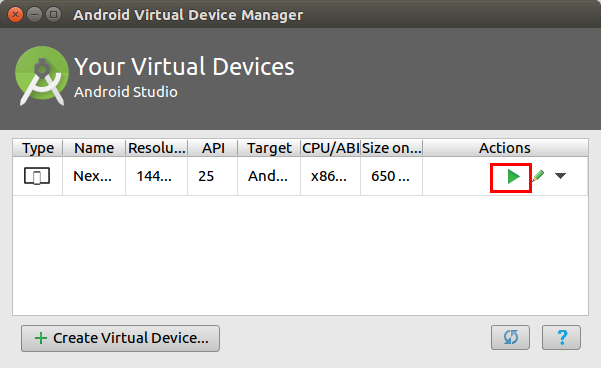 Android Virtual Device Manager
Your Virtual Devices
Android Studio
Type Name Resolu... API Target CPU/ABI Size on... Actions
Nex... 144... 25 And... x86... 650 ...
+ Create Virtual Device... ?